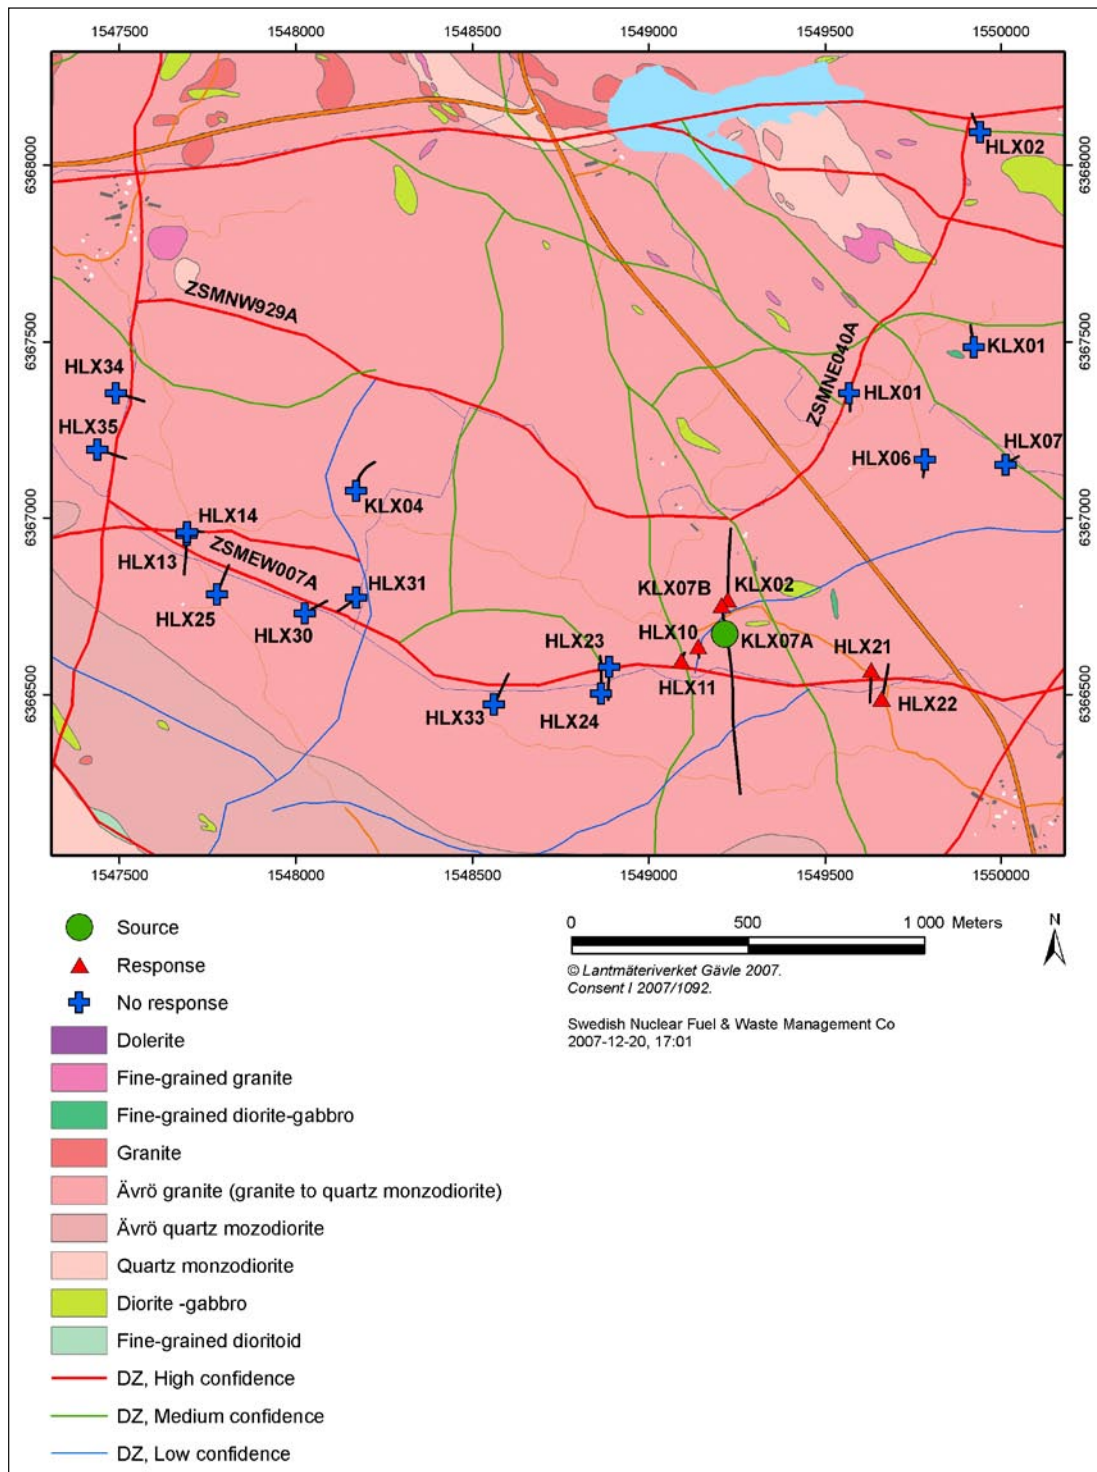 1547500 1548000 1548500 1549000 1549500 1550000
HLX02
6368000 6368000
ZSMNW929A
6367500 6367500
KLX01
ZSMNE040A
HLX34
HLX01
HLX35
HLX07
HLX06
KLX04
6367000 6367000
HLX14
HLX13
ZSMEW007A
HLX31
KLX07B
KLX02
HLX25
HLX30
HLX10
HLX23
KLX07A
HLX21
HLX11
6366500 6366500
HLX33
HLX24
HLX22
1547500 1548000 1548500 1549000 1549500 1550000
Source
Response
No response
Dolerite
Fine-grained granite
Fine-grained diorite-gabbro
Granite
Ävrö granite (granite to quartz monzodiorite)
Ävrö quartz mozodiorite
Quartz monzodiorite
Diorite -gabbro
Fine-grained dioritoid
DZ, High confidence
DZ, Medium confidence
DZ, Low confidence
0 500 1 000 Meters
N
© Lantmäteriverket Gävle 2007.
Consent I 2007/1092.
Swedish Nuclear Fuel & Waste Management Co
2007-12-20, 17:01